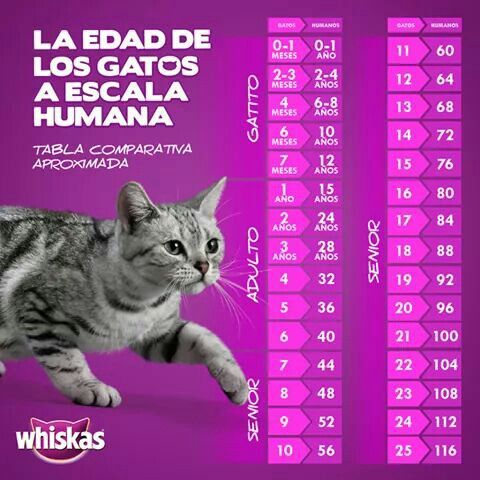 LA EDAD DE
LOS GATOS
A ESCALA
HUMANA
TABLA COMPARATIVA
APROXIMADA
GATOS HUMANOS
GATITO
0-1 MESES 0-1 AÑO
2-3 MESES 2-4 AÑOS
4 MESES 6-8 AÑOS
6 MESES 10 AÑOS
7 MESES 12 AÑOS
ADULTO
1 AÑO 15 AÑOS
2 AÑOS 24 AÑOS
3 AÑOS 28 AÑOS
4 32
5 36
6 40
SENIOR
7 44
8 48
9 52
10 56
GATOS HUMANOS
SENIOR
11 60
12 64
13 68
14 72
15 76
16 80
17 84
18 88
19 92
20 96
21 100
22 104
23 108
24 112
25 116
whiskas